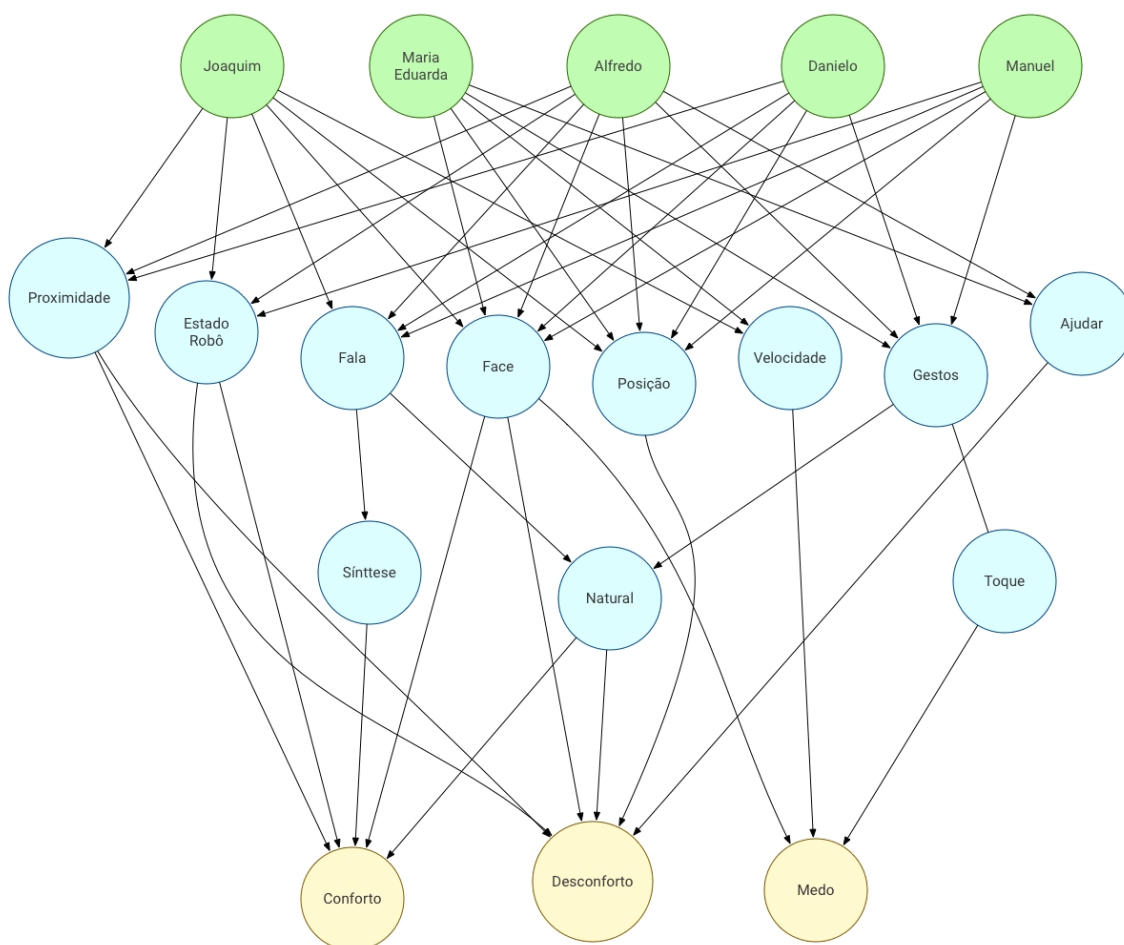 Joaquim
Maria
Eduarda
Alfredo
Danielo
Manuel
Proximidade
Estado
Robô
Fala
Face
Posição
Velocidade
Gestos
Ajudar
Sínttese
Natural
Toque
Conforto
Desconforto
Medo